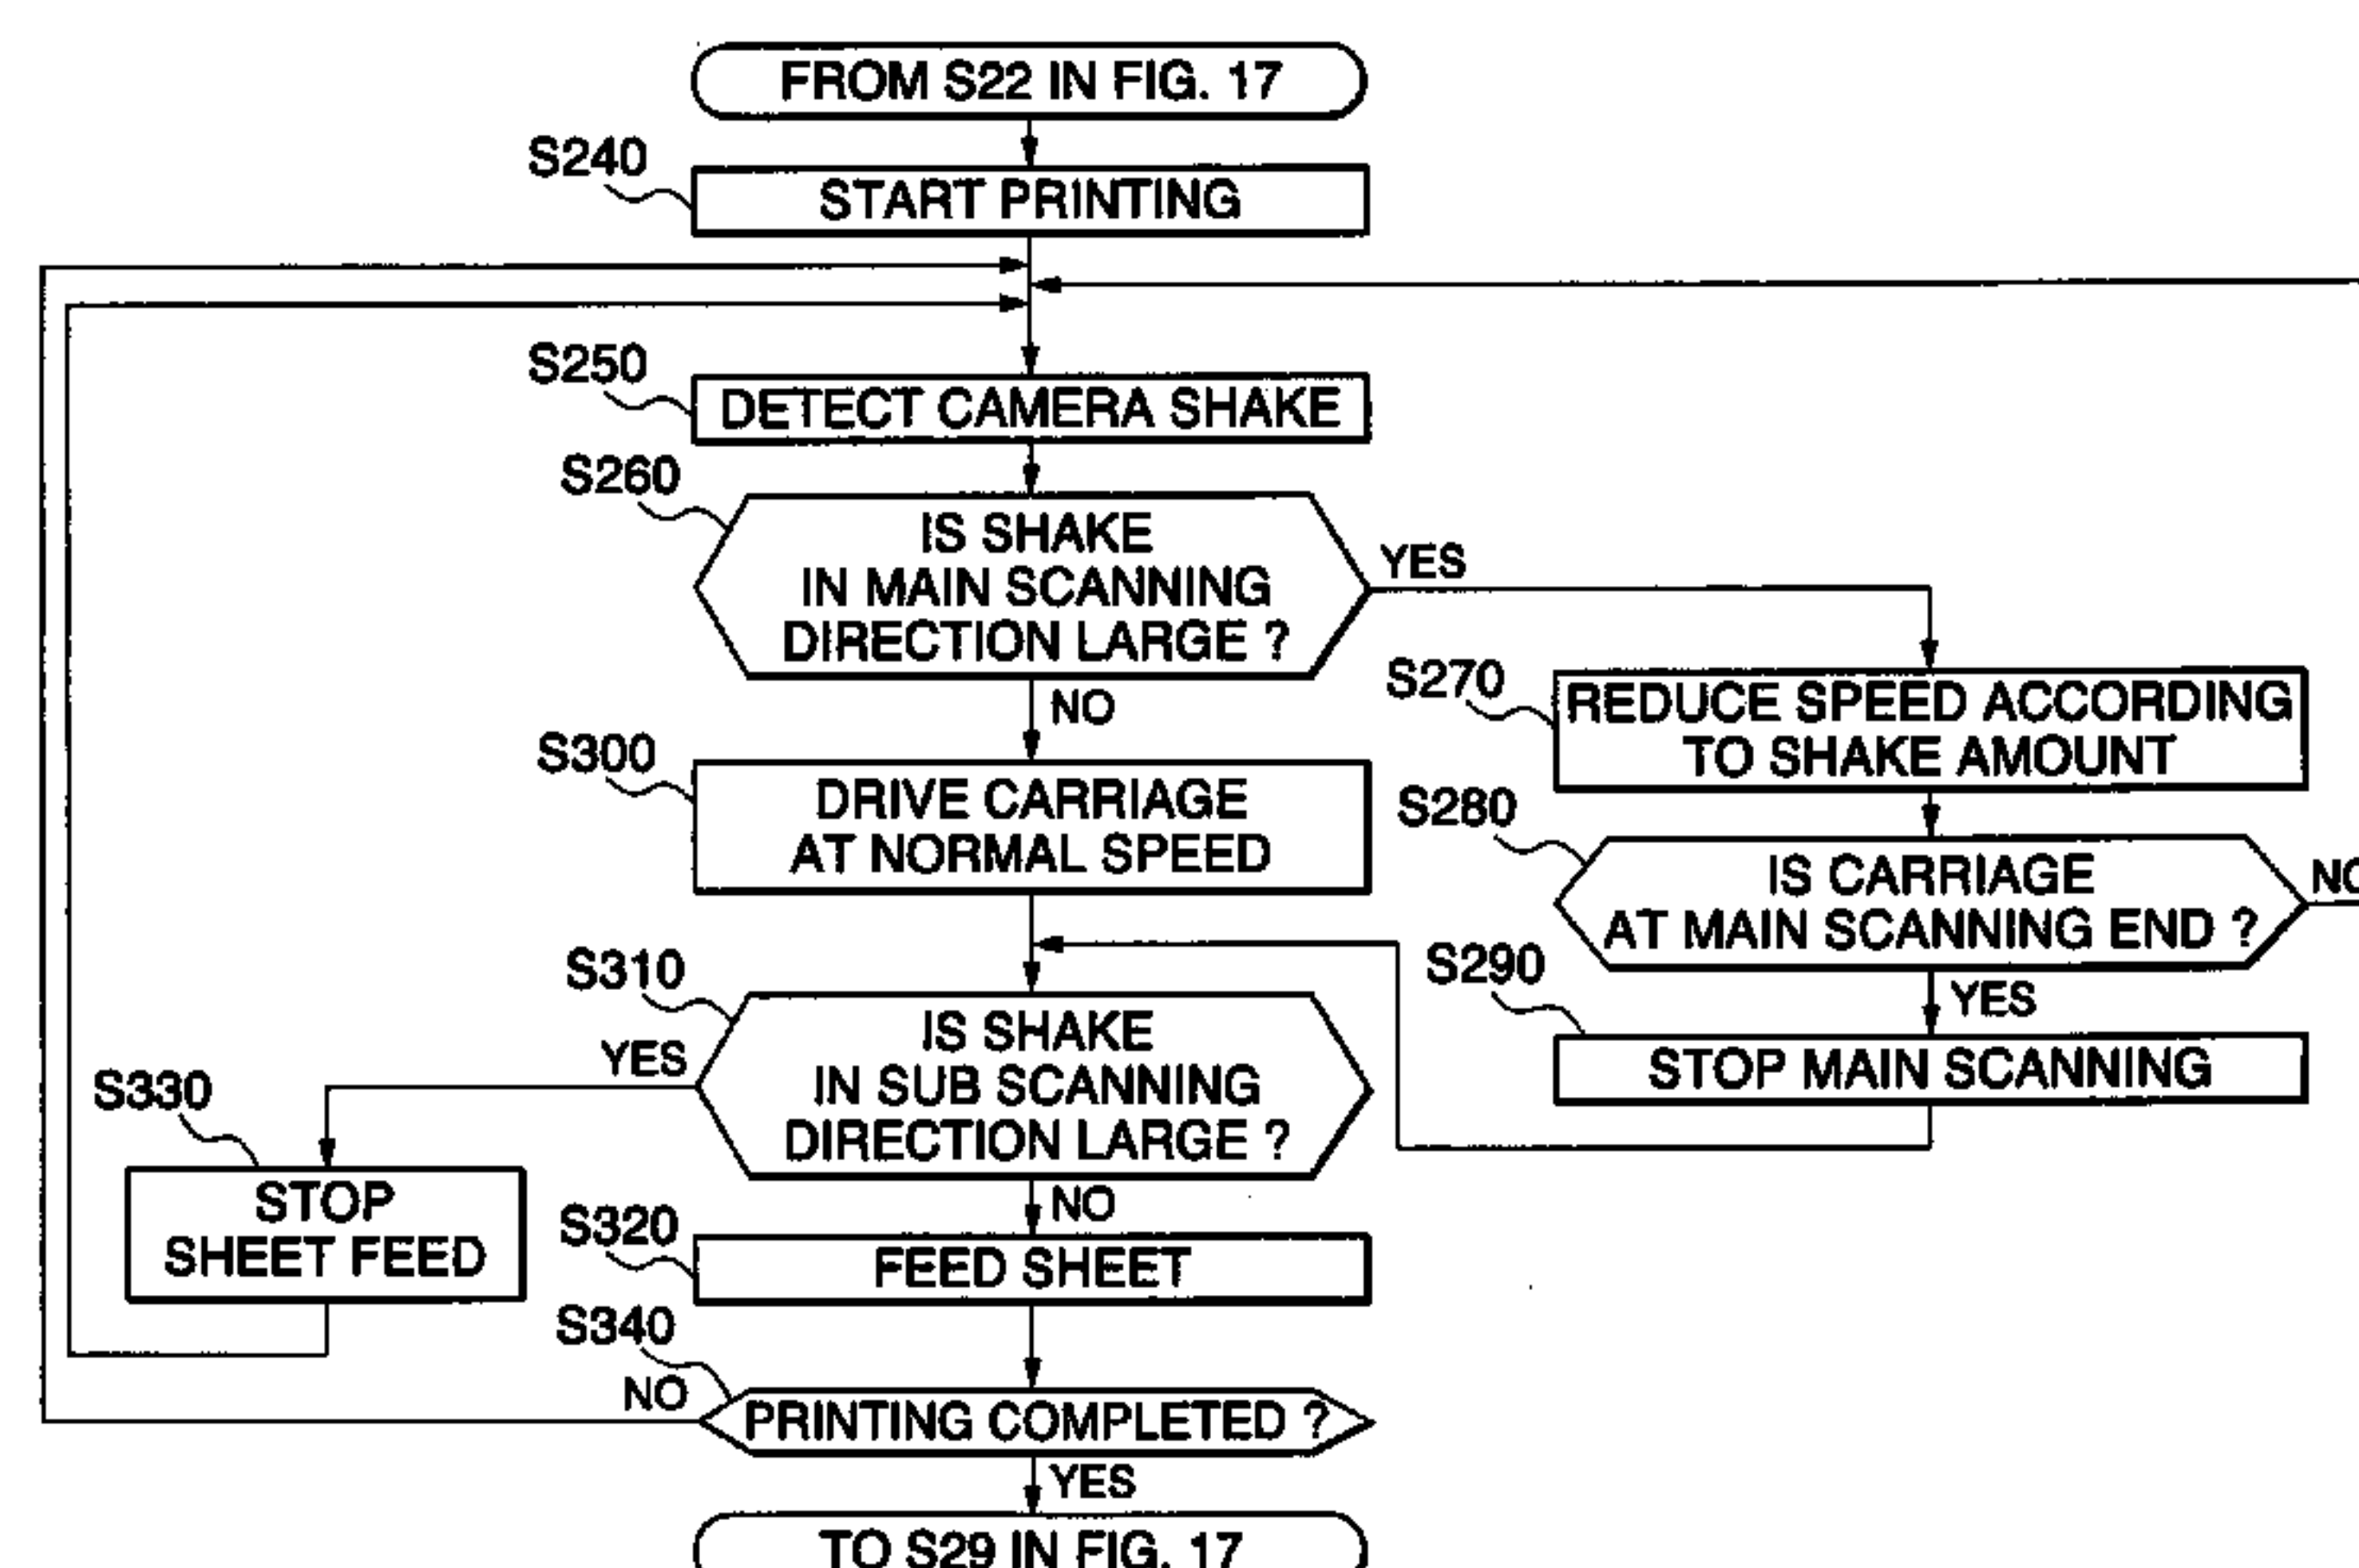 FROM S22 IN FIG. 17
S240
START PRINTING
S250
DETECT CAMERA SHAKE
S260
IS SHAKE
IN MAIN SCANNING
DIRECTION LARGE ?
YES
NO
S270
REDUCE SPEED ACCORDING
TO SHAKE AMOUNT
S300
DRIVE CARRIAGE
AT NORMAL SPEED
S280
IS CARRIAGE
AT MAIN SCANNING END ?
NO
YES
S290
STOP MAIN SCANNING
S310
IS SHAKE
IN SUB SCANNING
DIRECTION LARGE ?
YES
NO
S330
STOP
SHEET FEED
S320
FEED SHEET
S340
PRINTING COMPLETED ?
NO
YES
TO S29 IN FIG. 17